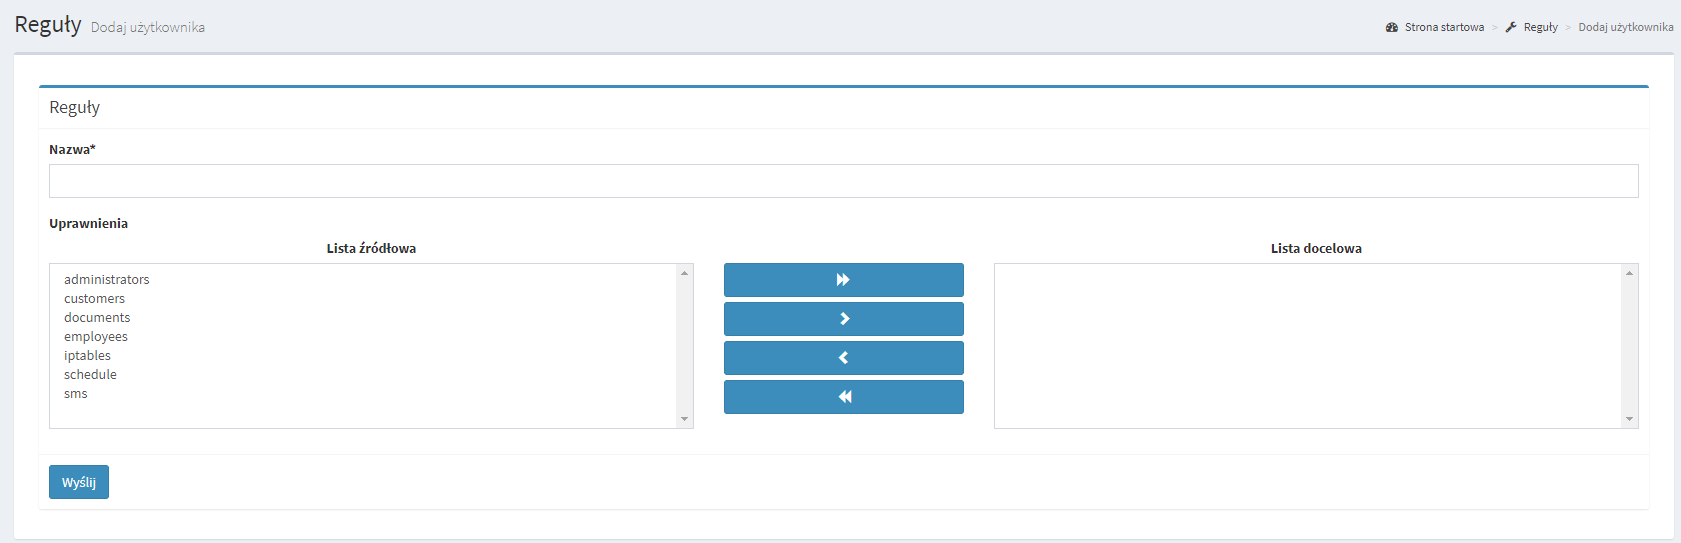 Reguły Dodaj użytkownika
Strona startowa > Reguły > Dodaj użytkownika
Reguły
Nazwa*
Uprawnienia
Lista źródłowa
Lista docelowa
administrators
customers
documents
employees
iptables
schedule
sms
Wyślij